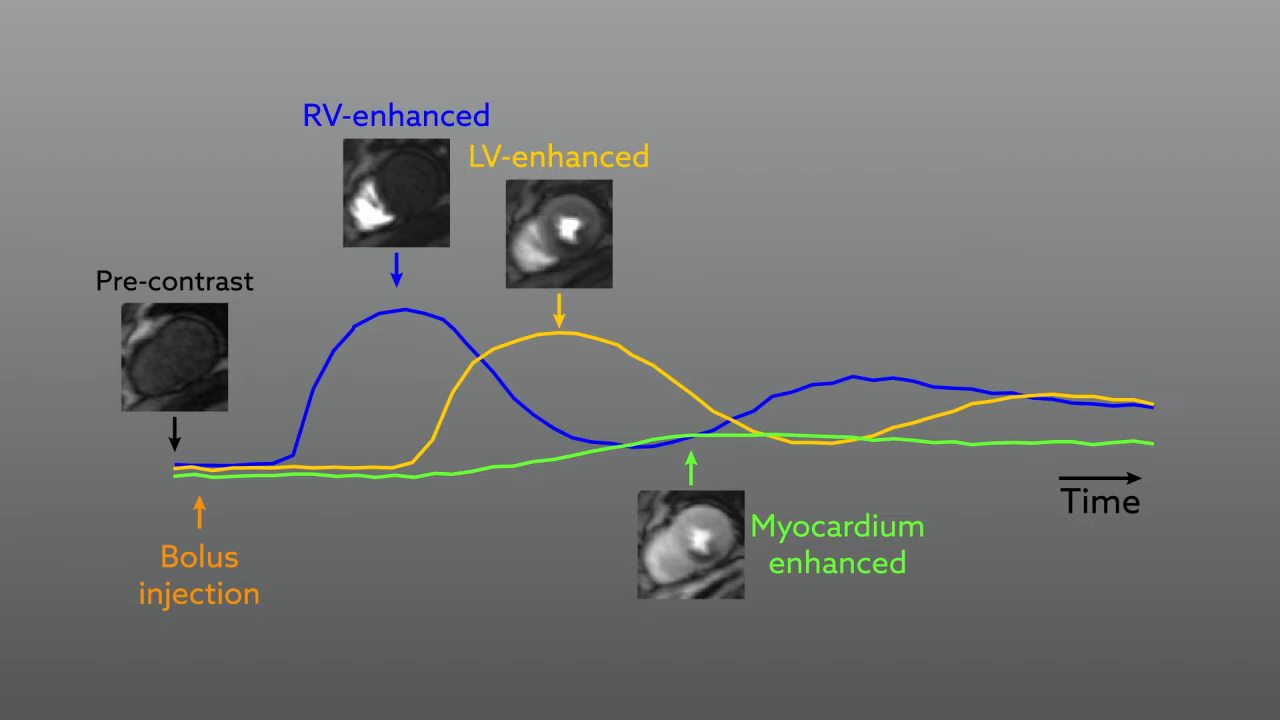 RV-enhanced
LV-enhanced
Pre-contrast
Bolus
injection
Myocardium
enhanced
Time